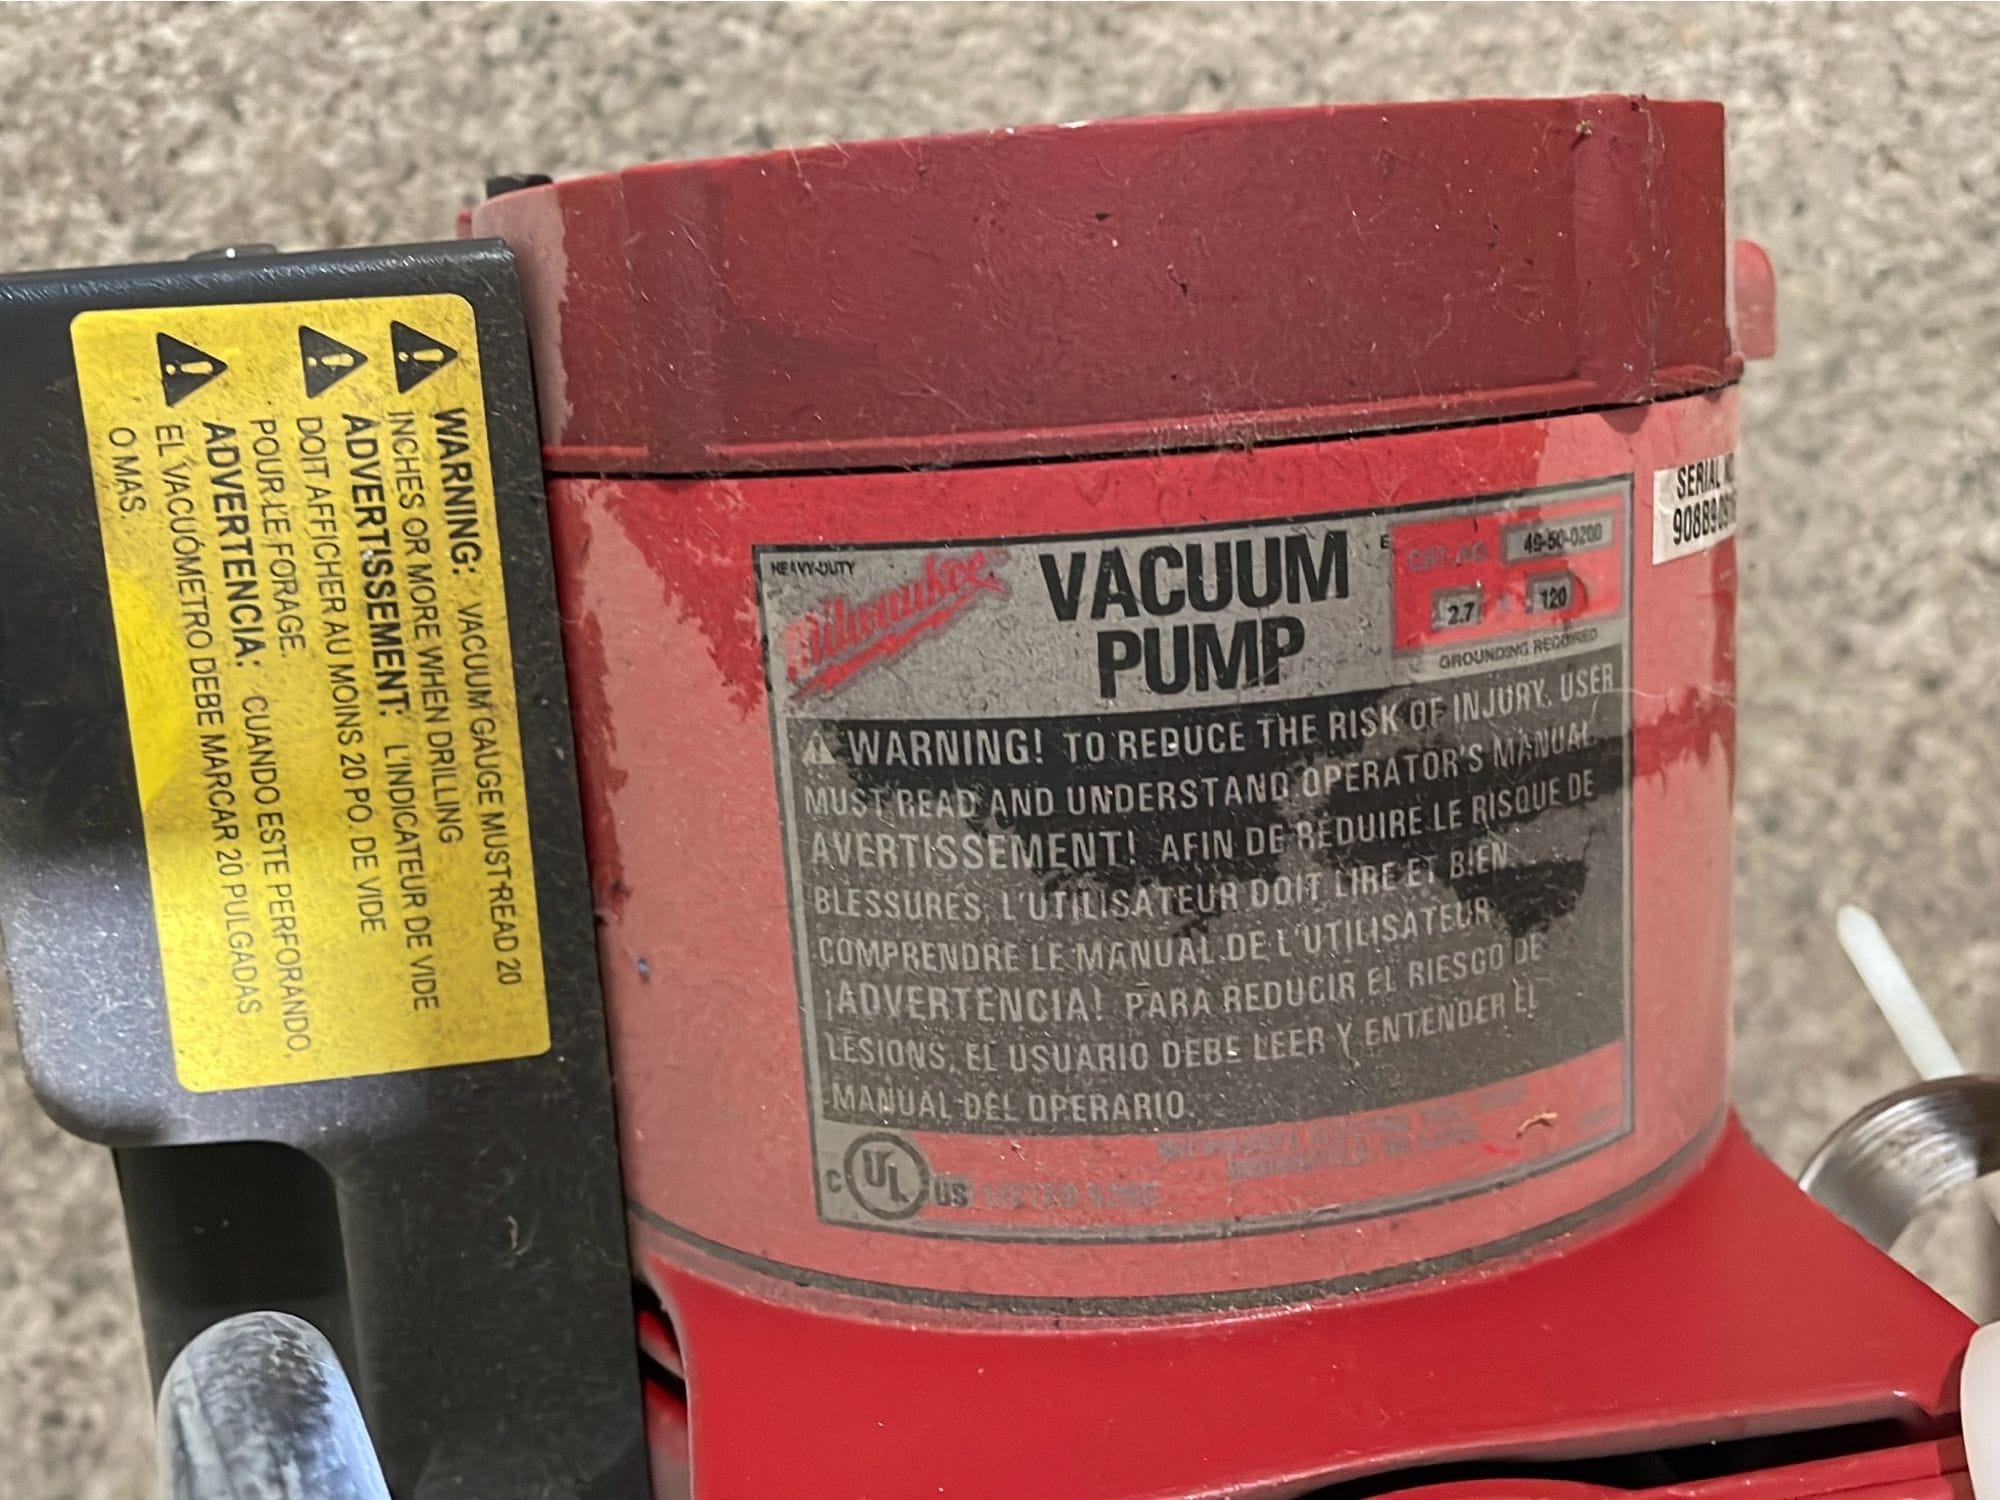 WARNING: VACUUM GAUGE MUST READ 20
INCHES OR MORE WHEN DRILLING
ADVERTISSEMENT: L'INDICATEUR DE VIDE
DOIT AFFICHER AU MOINS 20 PO. DE VIDE
POUR LE FORAGE.
ADVERTENCIA: CUANDO ESTE PERFORANDO,
EL VACUÓMETRO DEBE MARCAR 20 PULGADAS
O MAS.
HEAVY-DUTY
Milwaukee
VACUUM
PUMP
CAT. NO. 49-50-0200
2.7 120
GROUNDING REQUIRED
SERIAL NO.
WARNING! TO REDUCE THE RISK OF INJURY, USER
MUST READ AND UNDERSTAND OPERATOR'S MANUAL.
AVERTISSEMENT! AFIN DE RÉDUIRE LE RISQUE DE
BLESSURES, L'UTILISATEUR DOIT LIRE ET BIEN
COMPRENDRE LE MANUAL DE L'UTILISATEUR
¡ADVERTENCIA! PARA REDUCIR EL RIESGO DE
LESIONS, EL USUARIO DEBE LEER Y ENTENDER EL
MANUAL DEL OPERARIO.
C UL US LISTED